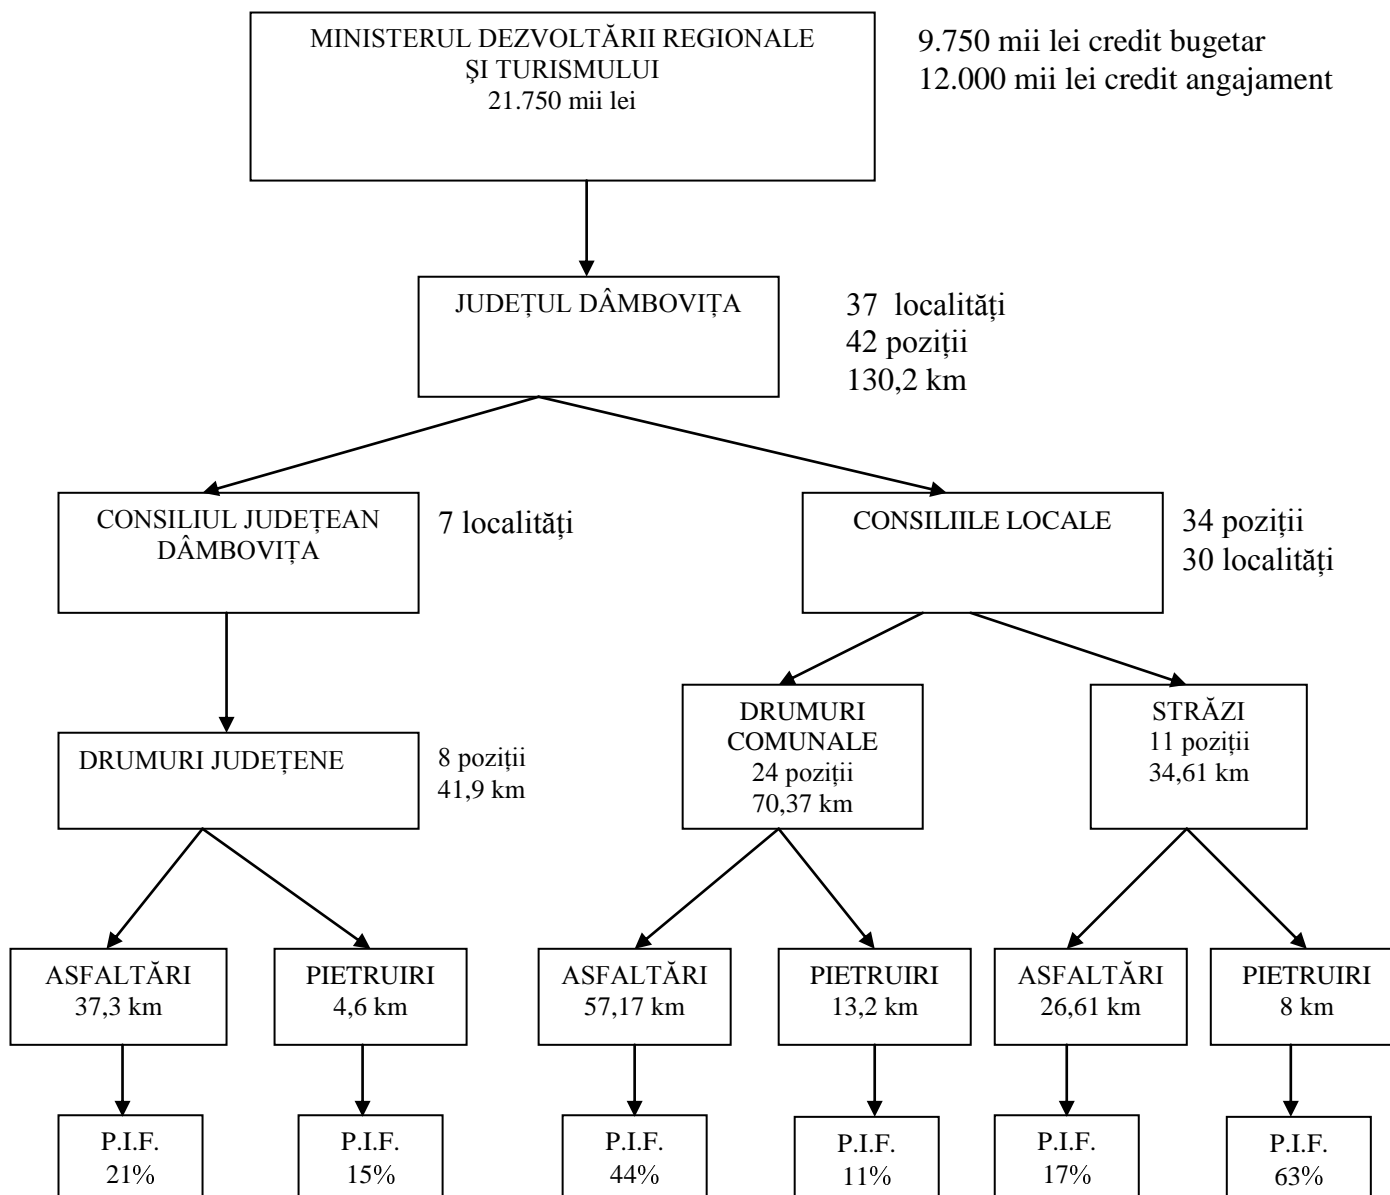 MINISTERUL DEZVOLTĂRII REGIONALE
ŞI TURISMULUI
21.750 mii lei
9.750 mii lei credit bugetar
12.000 mii lei credit angajament
JUDEȚUL DÂMBOVIȚA
37 localități
42 poziții
130,2 km
CONSILIUL JUDEȚEAN
DÂMBOVIȚA
7 localități
CONSILIILE LOCALE
34 poziții
30 localități
DRUMURI JUDEȚENE
8 poziții
41,9 km
DRUMURI
COMUNALE
24 poziții
70,37 km
STRĂZI
11 poziții
34,61 km
ASFALTĂRI
37,3 km
PIETRUIRI
4,6 km
ASFALTĂRI
57,17 km
PIETRUIRI
13,2 km
ASFALTĂRI
26,61 km
PIETRUIRI
8 km
P.I.F.
21%
P.I.F.
15%
P.I.F.
44%
P.I.F.
11%
P.I.F.
17%
P.I.F.
63%